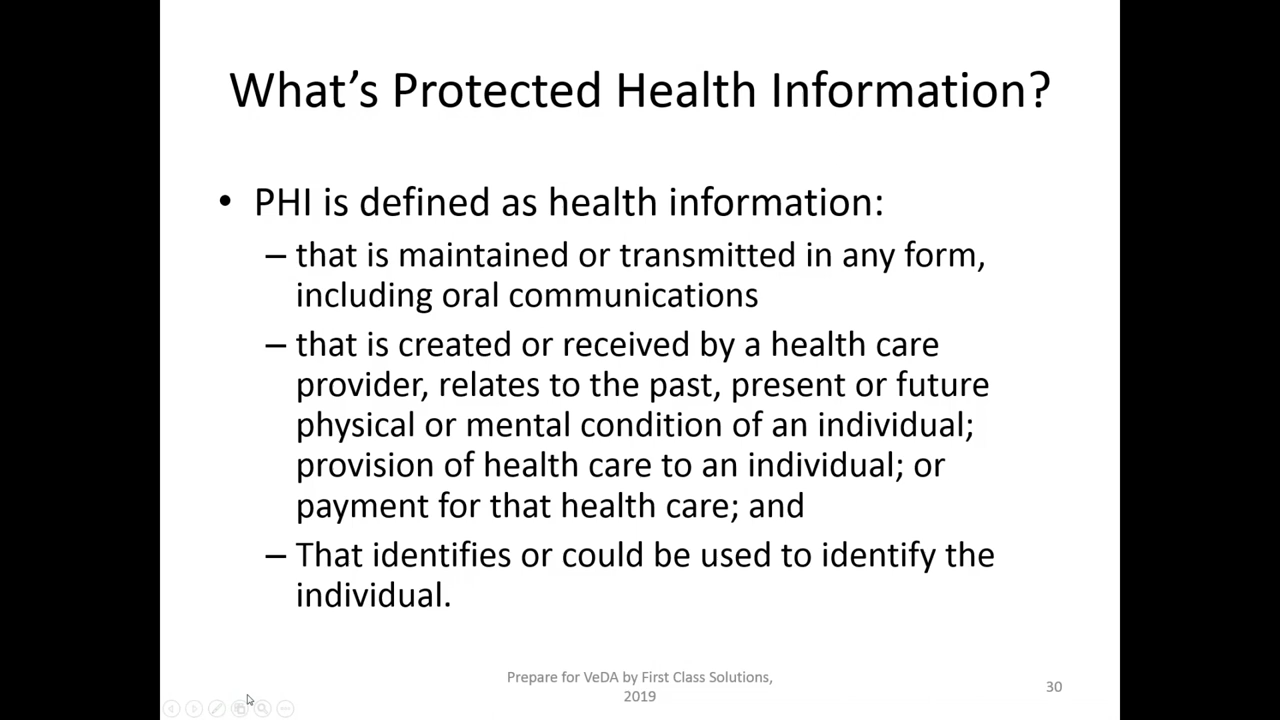 What’s Protected Health Information?
• PHI is defined as health information:
– that is maintained or transmitted in any form,
including oral communications
– that is created or received by a health care
provider, relates to the past, present or future
physical or mental condition of an individual;
provision of health care to an individual; or
payment for that health care; and
– That identifies or could be used to identify the
individual.
Prepare for VeDA by First Class Solutions,
2019
30